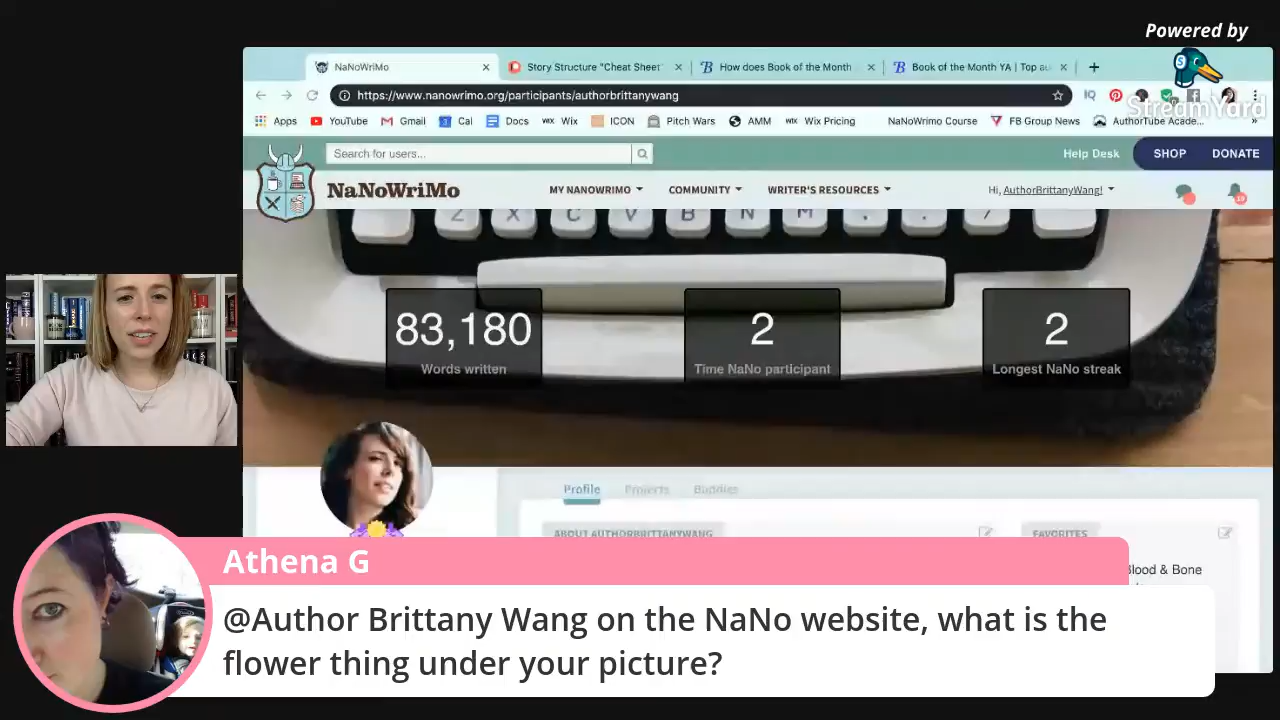 Powered by
StreamYard
NaNoWriMo
Story Structure "Cheat Sheet"
How does Book of the Month
Book of the Month YA | Top au
https://www.nanowrimo.org/participants/authorbrittanywang
Apps
YouTube
Gmail
Cal
Docs
WIX Wix
ICON
Pitch Wars
AMM
WIX Wix Pricing
NaNoWrimo Course
FB Group News
AuthorTube Acade...
Search for users...
Help Desk
SHOP
DONATE
NaNoWriMo
MY NANOWRIMO
COMMUNITY
WRITER'S RESOURCES
Hi, AuthorBrittanyWang!
Z X C V B N M
83,180
Words written
2
Time NaNo participant
2
Longest NaNo streak
Profile
Projects
Buddies
ABOUT AUTHORBRITTANYWANG
FAVORITES
Blood & Bone
Athena G
@Author Brittany Wang on the NaNo website, what is the
flower thing under your picture?